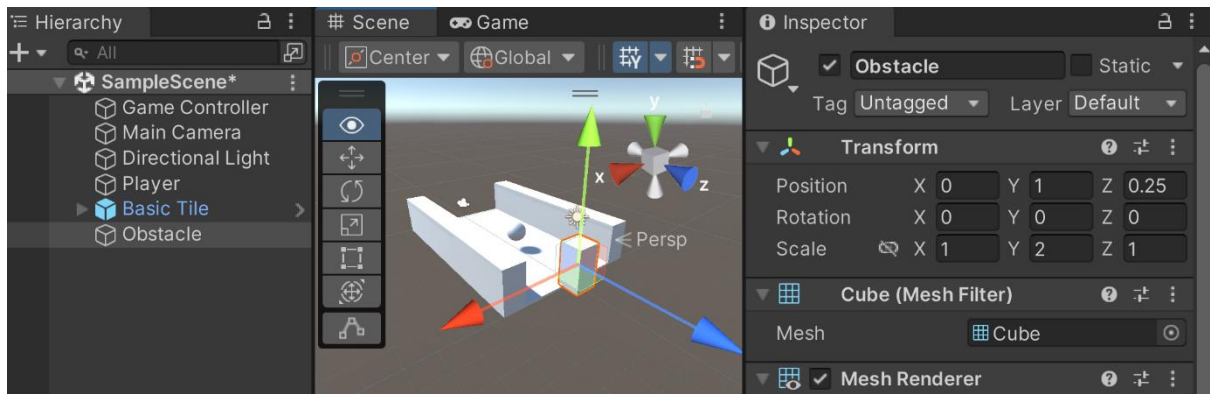 Hierarchy
All
SampleScene*
Game Controller
Main Camera
Directional Light
Player
Basic Tile
Obstacle
Scene Game
Center Global
y
x
z
Persp
Inspector
Obstacle Static
Tag Untagged Layer Default
Transform
Position X 0 Y 1 Z 0.25
Rotation X 0 Y 0 Z 0
Scale X 1 Y 2 Z 1
Cube (Mesh Filter)
Mesh Cube
Mesh Renderer